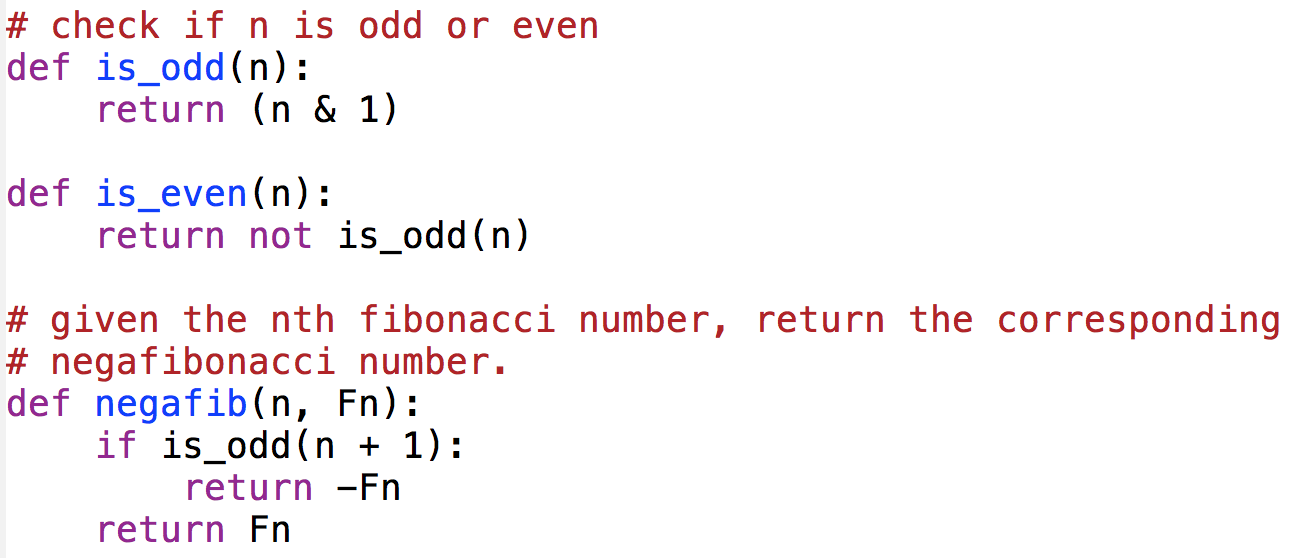 # check if n is odd or even
def is_odd(n):
    return (n & 1)

def is_even(n):
    return not is_odd(n)

# given the nth fibonacci number, return the corresponding
# negafibonacci number.
def negafib(n, Fn):
    if is_odd(n + 1):
        return -Fn
    return Fn